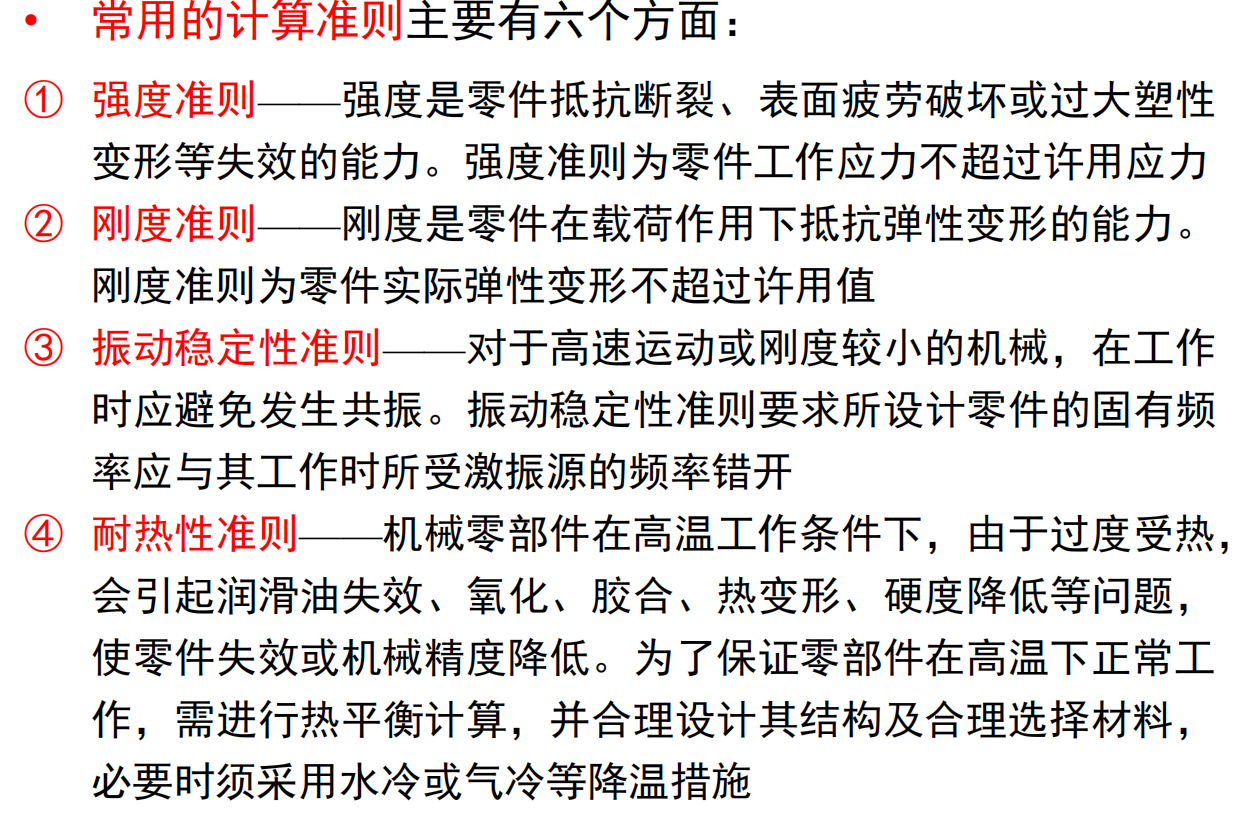 • 常用的计算准则主要有六个方面：
① 强度准则——强度是零件抵抗断裂、表面疲劳破坏或过大塑性
变形等失效的能力。强度准则为零件工作应力不超过许用应力
② 刚度准则——刚度是零件在载荷作用下抵抗弹性变形的能力。
刚度准则为零件实际弹性变形不超过许用值
③ 振动稳定性准则——对于高速运动或刚度较小的机械，在工作
时应避免发生共振。振动稳定性准则要求所设计零件的固有频
率应与其工作时所受激振源的频率错开
④ 耐热性准则——机械零部件在高温工作条件下，由于过度受热，
会引起润滑油失效、氧化、胶合、热变形、硬度降低等问题，
使零件失效或机械精度降低。为了保证零部件在高温下正常工
作，需进行热平衡计算，并合理设计其结构及合理选择材料，
必要时须采用水冷或气冷等降温措施